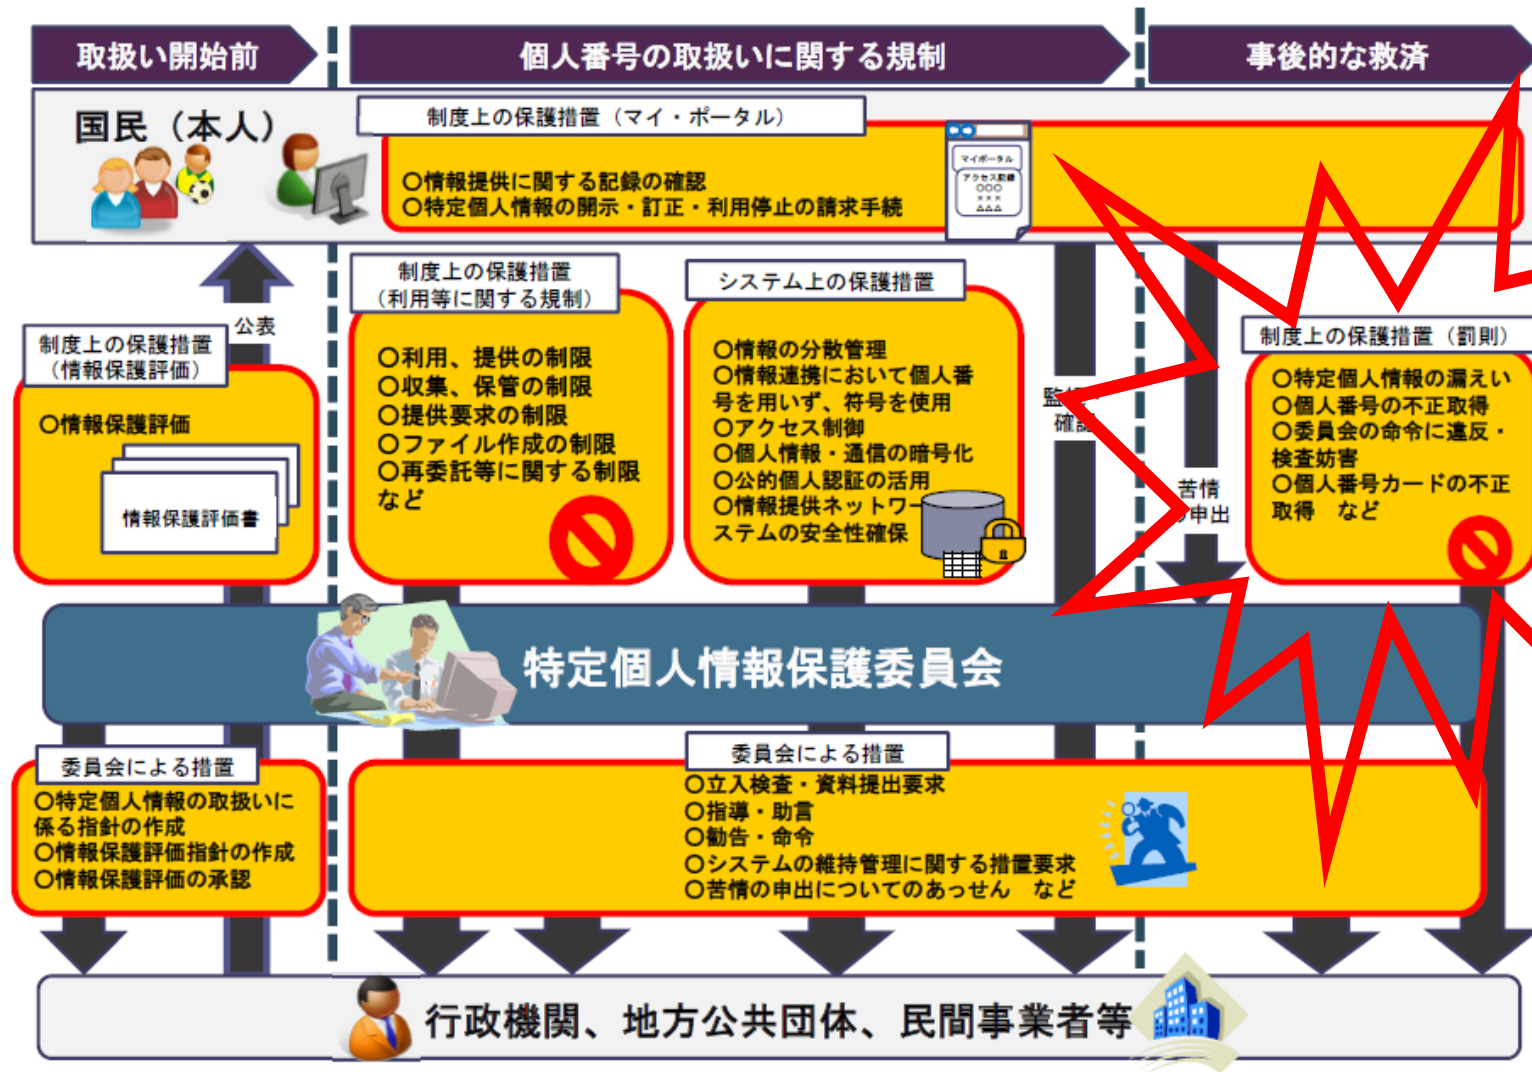 取扱い開始前
個人番号の取扱いに関する規制
事後的な救済
国民（本人）
制度上の保護措置（マイ・ポータル）
○情報提供に関する記録の確認
○特定個人情報の開示・訂正・利用停止の請求手続
マイポータル
アクセス記録
○○○
×××
△△△
公表
制度上の保護措置
（情報保護評価）
○情報保護評価
情報保護評価書
制度上の保護措置
（利用等に関する規制）
○利用、提供の制限
○収集、保管の制限
○提供要求の制限
○ファイル作成の制限
○再委託等に関する制限
など
システム上の保護措置
○情報の分散管理
○情報連携において個人番
号を用いず、符号を使用
○アクセス制御
○個人情報・通信の暗号化
○公的個人認証の活用
○情報提供ネットワー
ステムの安全性確保
確認
苦情
申出
制度上の保護措置（罰則）
○特定個人情報の漏えい
○個人番号の不正取得
○委員会の命令に違反・
検査妨害
○個人番号カードの不正
取得　など
特定個人情報保護委員会
委員会による措置
○特定個人情報の取扱いに
係る指針の作成
○情報保護評価指針の作成
○情報保護評価の承認
委員会による措置
○立入検査・資料提出要求
○指導・助言
○勧告・命令
○システムの維持管理に関する措置要求
○苦情の申出についてのあっせん　など
行政機関、地方公共団体、民間事業者等